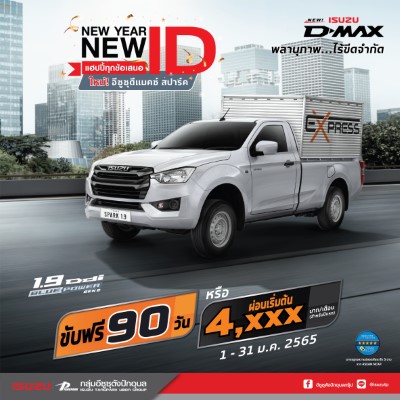 NEW YEAR
NEW ID
แฮปปี้ทุกข้อเสนอ
ใหม่! อีซูซุดีแมคซ์ สปาร์ค
NEW! ISUZU
D-MAX
พลานุภาพ...ไร้ขีดจำกัด
EXPRESS
ISUZU
SPARK 1.9
1.9 Ddi
BLUE POWER
ขับฟรี 90 วัน
หรือ
ผ่อนเริ่มต้น
4,xxx
บาท/เดือน
1 - 31 ม.ค. 2565
ISUZU
กลุ่มอีซูซุตังปักดูบล